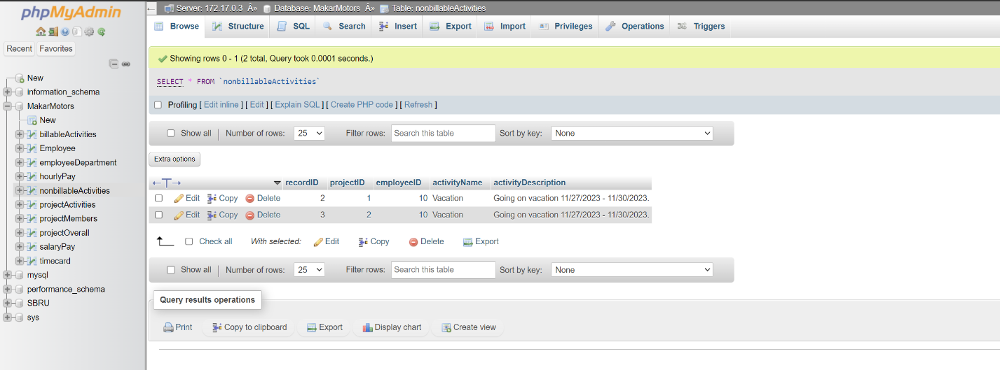 phpMyAdmin
Recent Favorites
New
information_schema
MakarMotors
New
billableActivities
Employee
employeeDepartment
hourlyPay
nonbillableActivities
projectActivities
projectMembers
projectOverall
salaryPay
timecard
mysql
performance_schema
SBRU
sys
Server: 172.17.0.3 Â» Database: MakarMotors Â» Table: nonbillableActivities
Browse Structure SQL Search Insert Export Import Privileges Operations Triggers
Showing rows 0 - 1 (2 total, Query took 0.0001 seconds.)
SELECT * FROM `nonbillableActivities`
Profiling [ Edit inline ] [ Edit ] [ Explain SQL ] [ Create PHP code ] [ Refresh ]
Show all | Number of rows: 25 Filter rows: Search this table Sort by key: None
Extra options
recordID projectID employeeID activityName activityDescription
Edit Copy Delete 2 1 10 Vacation Going on vacation 11/27/2023 - 11/30/2023.
Edit Copy Delete 3 2 10 Vacation Going on vacation 11/27/2023 - 11/30/2023.
Check all With selected: Edit Copy Delete Export
Show all | Number of rows: 25 Filter rows: Search this table Sort by key: None
Query results operations
Print Copy to clipboard Export Display chart Create view